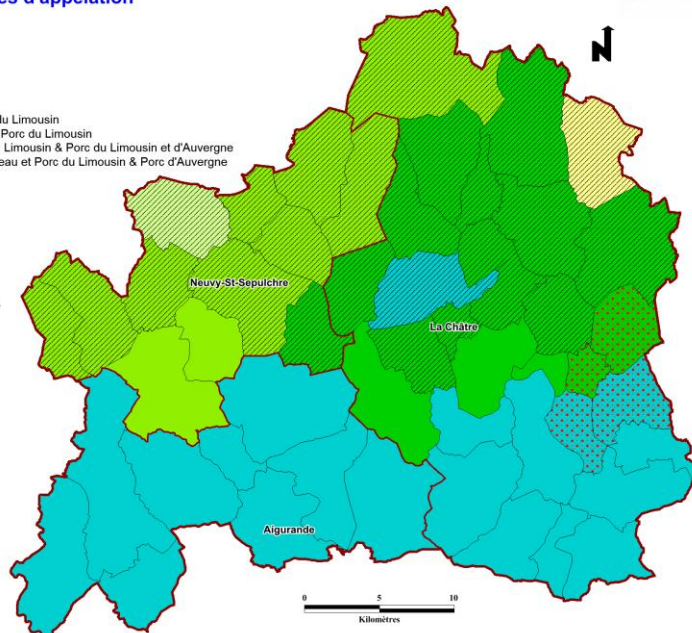 es d'appélation
N
du Limousin
Porc du Limousin
Limousin & Porc du Limousin et d'Auvergne
eau et Porc du Limousin & Porc d'Auvergne
Neuvy-St-Sepulchre
La Châtre
Aigurande
0 5 10
Kilomètres